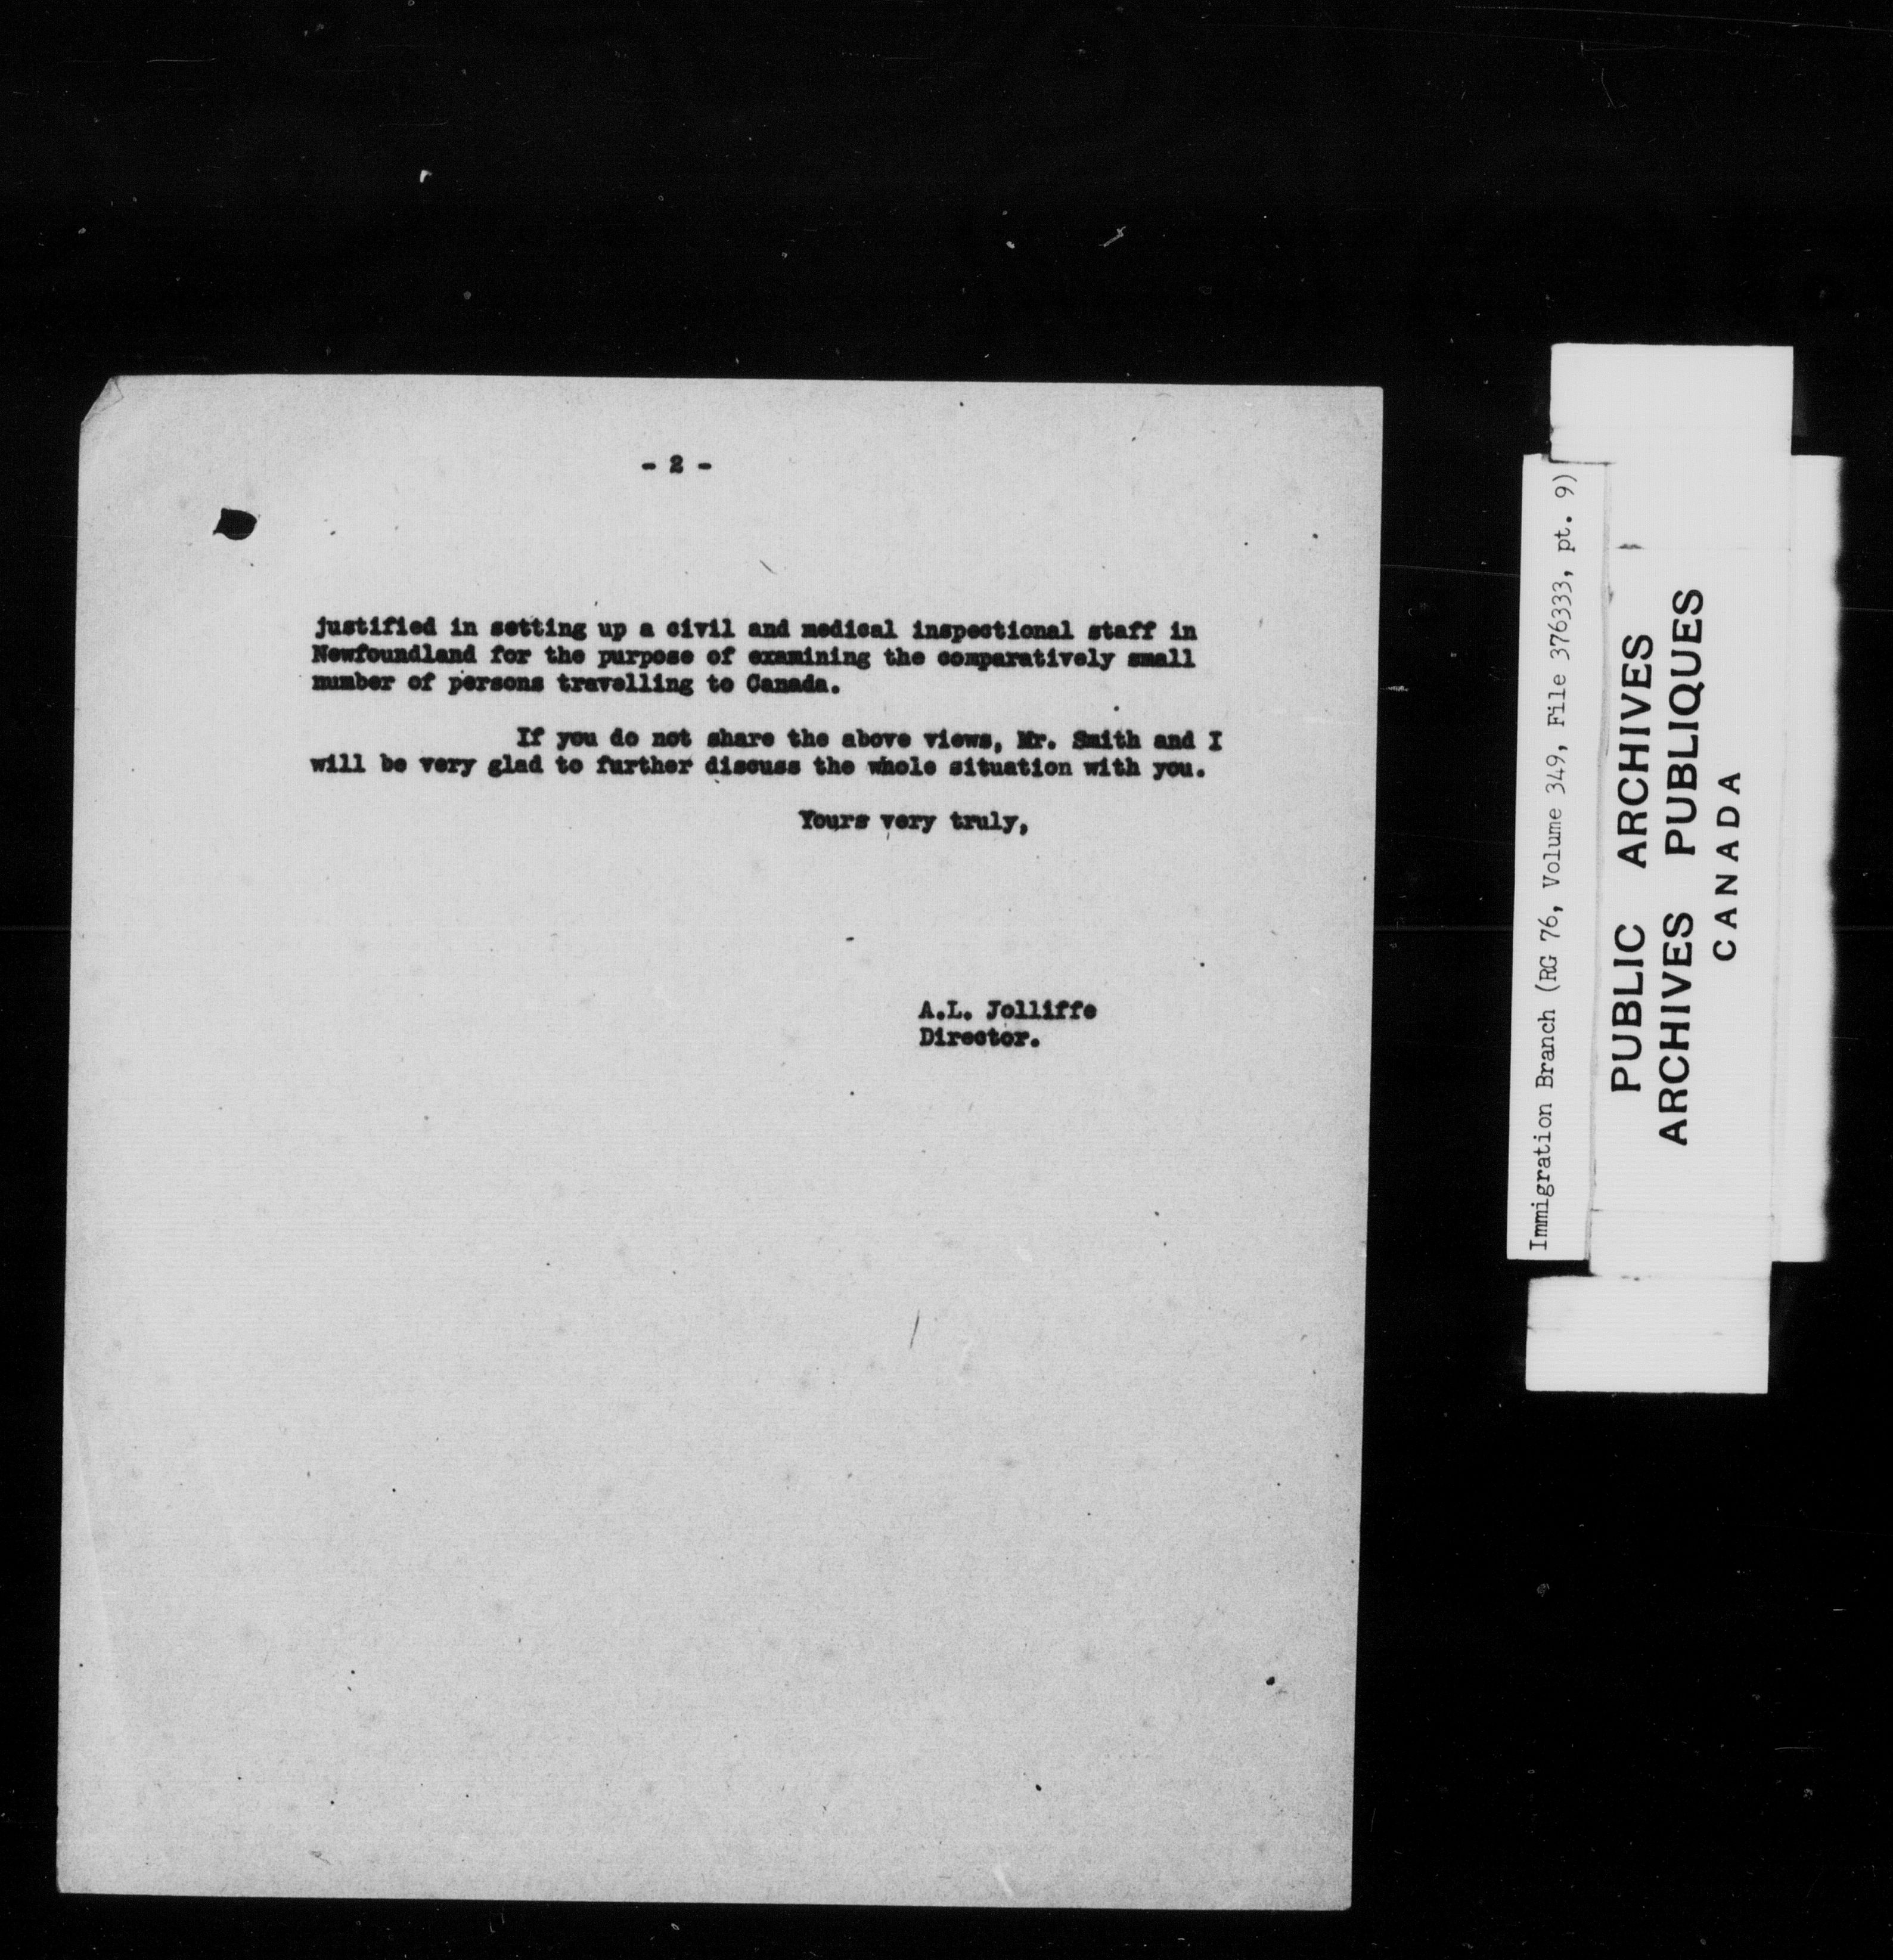 - 2 -
justified in setting up a civil and medical inspectional staff in
Newfoundland for the purpose of examining the comparatively small
number of persons travelling to Canada.
If you do not share the above views, Mr. Smith and I
will be very glad to further discuss the whole situation with you.
Yours very truly,
A.L. Jolliffe
Director.
Immigration Branch (RG 76, Volume 349, File 376333, pt. 9)
PUBLIC ARCHIVES
ARCHIVES PUBLIQUES
CANADA